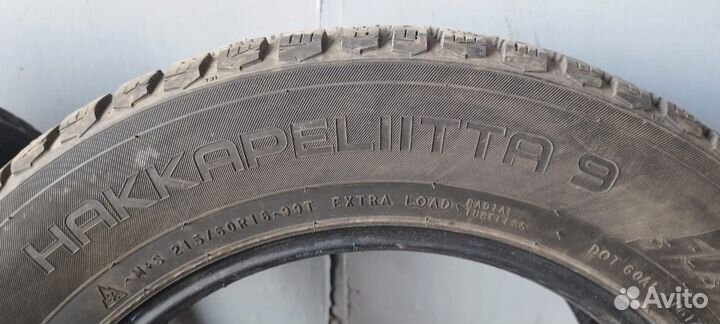 HAKKAPELIITTA 9
M+S 215/60R16 99T EXTRA LOAD RADIAL
TUBELESS
DOT
Avito